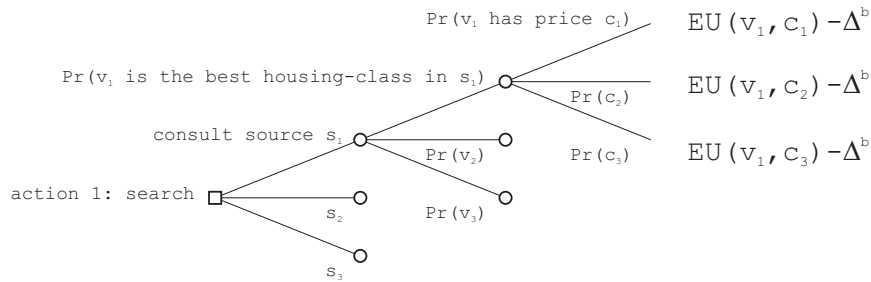 Pr(v₁ has price c₁) EU(v₁,c₁)-Δᵇ
Pr(v₁ is the best housing-class in s₁) Pr(c₂) EU(v₁,c₂)-Δᵇ
consult source s₁ Pr(v₂) Pr(c₃) EU(v₁,c₃)-Δᵇ
action 1: search s₂ Pr(v₃)
s₃